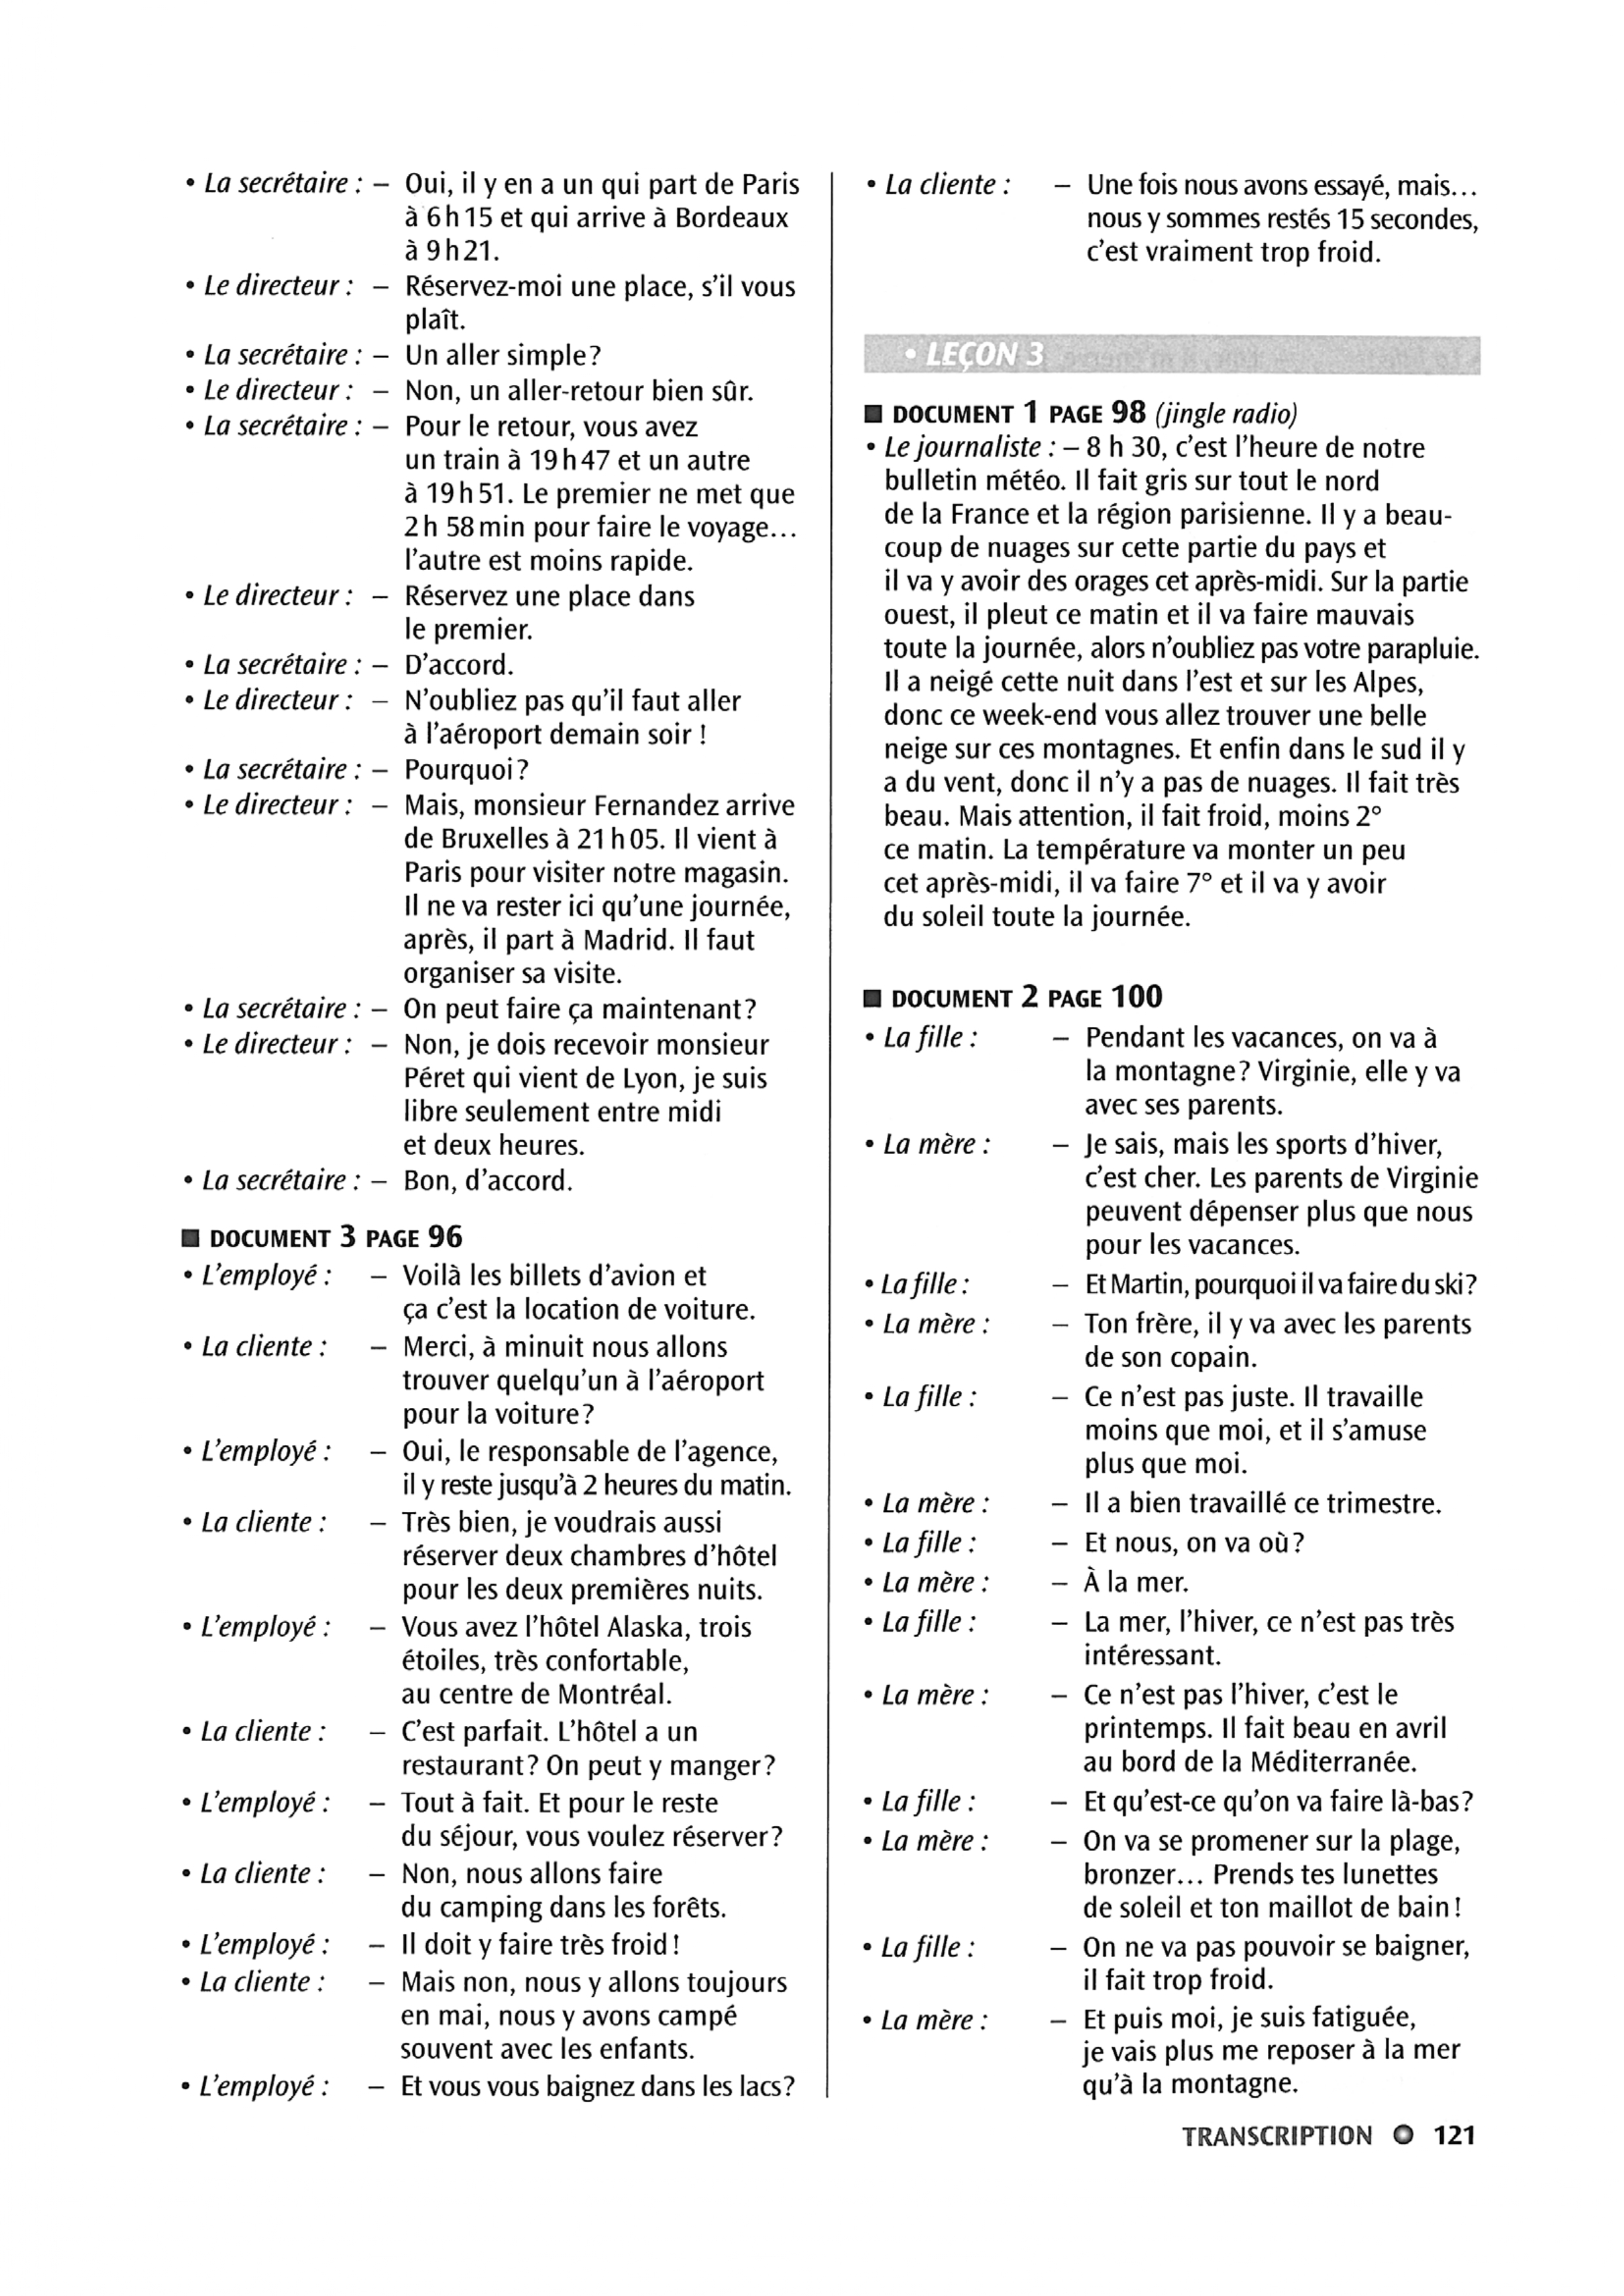 • La secrétaire : – Oui, il y en a un qui part de Paris
à 6 h 15 et qui arrive à Bordeaux
à 9 h 21.
• Le directeur : – Réservez-moi une place, s'il vous
plaît.
• La secrétaire : – Un aller simple ?
• Le directeur : – Non, un aller-retour bien sûr.
• La secrétaire : – Pour le retour, vous avez
un train à 19 h 47 et un autre
à 19 h 51. Le premier ne met que
2 h 58 min pour faire le voyage…
l'autre est moins rapide.
• Le directeur : – Réservez une place dans
le premier.
• La secrétaire : – D'accord.
• Le directeur : – N'oubliez pas qu'il faut aller
à l'aéroport demain soir !
• La secrétaire : – Pourquoi ?
• Le directeur : – Mais, monsieur Fernandez arrive
de Bruxelles à 21 h 05. Il vient à
Paris pour visiter notre magasin.
Il ne va rester ici qu'une journée,
après, il part à Madrid. Il faut
organiser sa visite.
• La secrétaire : – On peut faire ça maintenant ?
• Le directeur : – Non, je dois recevoir monsieur
Péret qui vient de Lyon, je suis
libre seulement entre midi
et deux heures.
• La secrétaire : – Bon, d'accord.
■ DOCUMENT 3 PAGE 96
• L'employé : – Voilà les billets d'avion et
ça c'est la location de voiture.
• La cliente : – Merci, à minuit nous allons
trouver quelqu'un à l'aéroport
pour la voiture ?
• L'employé : – Oui, le responsable de l'agence,
il y reste jusqu'à 2 heures du matin.
• La cliente : – Très bien, je voudrais aussi
réserver deux chambres d'hôtel
pour les deux premières nuits.
• L'employé : – Vous avez l'hôtel Alaska, trois
étoiles, très confortable,
au centre de Montréal.
• La cliente : – C'est parfait. L'hôtel a un
restaurant ? On peut y manger ?
• L'employé : – Tout à fait. Et pour le reste
du séjour, vous voulez réserver ?
• La cliente : – Non, nous allons faire
du camping dans les forêts.
• L'employé : – Il doit y faire très froid !
• La cliente : – Mais non, nous y allons toujours
en mai, nous y avons campé
souvent avec les enfants.
• L'employé : – Et vous vous baignez dans les lacs ?
• La cliente : – Une fois nous avons essayé, mais…
nous y sommes restés 15 secondes,
c'est vraiment trop froid.
• LEÇON 3
■ DOCUMENT 1 PAGE 98 (jingle radio)
• Le journaliste : – 8 h 30, c'est l'heure de notre
bulletin météo. Il fait gris sur tout le nord
de la France et la région parisienne. Il y a beau-
coup de nuages sur cette partie du pays et
il va y avoir des orages cet après-midi. Sur la partie
ouest, il pleut ce matin et il va faire mauvais
toute la journée, alors n'oubliez pas votre parapluie.
Il a neigé cette nuit dans l'est et sur les Alpes,
donc ce week-end vous allez trouver une belle
neige sur ces montagnes. Et enfin dans le sud il y
a du vent, donc il n'y a pas de nuages. Il fait très
beau. Mais attention, il fait froid, moins 2°
ce matin. La température va monter un peu
cet après-midi, il va faire 7° et il va y avoir
du soleil toute la journée.
■ DOCUMENT 2 PAGE 100
• La fille : – Pendant les vacances, on va à
la montagne ? Virginie, elle y va
avec ses parents.
• La mère : – Je sais, mais les sports d'hiver,
c'est cher. Les parents de Virginie
peuvent dépenser plus que nous
pour les vacances.
• La fille : – Et Martin, pourquoi il va faire du ski ?
• La mère : – Ton frère, il y va avec les parents
de son copain.
• La fille : – Ce n'est pas juste. Il travaille
moins que moi, et il s'amuse
plus que moi.
• La mère : – Il a bien travaillé ce trimestre.
• La fille : – Et nous, on va où ?
• La mère : – À la mer.
• La fille : – La mer, l'hiver, ce n'est pas très
intéressant.
• La mère : – Ce n'est pas l'hiver, c'est le
printemps. Il fait beau en avril
au bord de la Méditerranée.
• La fille : – Et qu'est-ce qu'on va faire là-bas ?
• La mère : – On va se promener sur la plage,
bronzer… Prends tes lunettes
de soleil et ton maillot de bain !
• La fille : – On ne va pas pouvoir se baigner,
il fait trop froid.
• La mère : – Et puis moi, je suis fatiguée,
je vais plus me reposer à la mer
qu'à la montagne.
TRANSCRIPTION 121